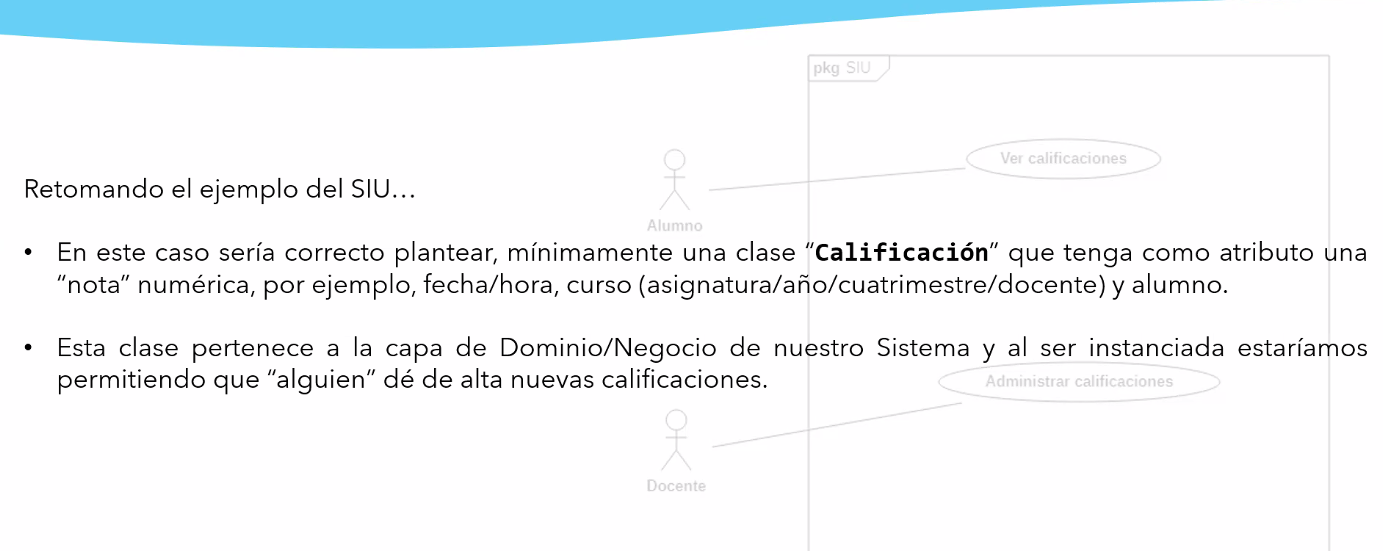 pkg SIU
Ver calificaciones
Retomando el ejemplo del SIU…
Alumno
• En este caso sería correcto plantear, mínimamente una clase “Calificación” que tenga como atributo una
“nota” numérica, por ejemplo, fecha/hora, curso (asignatura/año/cuatrimestre/docente) y alumno.
• Esta clase pertenece a la capa de Dominio/Negocio de nuestro Sistema y al ser instanciada estaríamos
permitiendo que “alguien” dé de alta nuevas calificaciones.
Administrar calificaciones
Docente